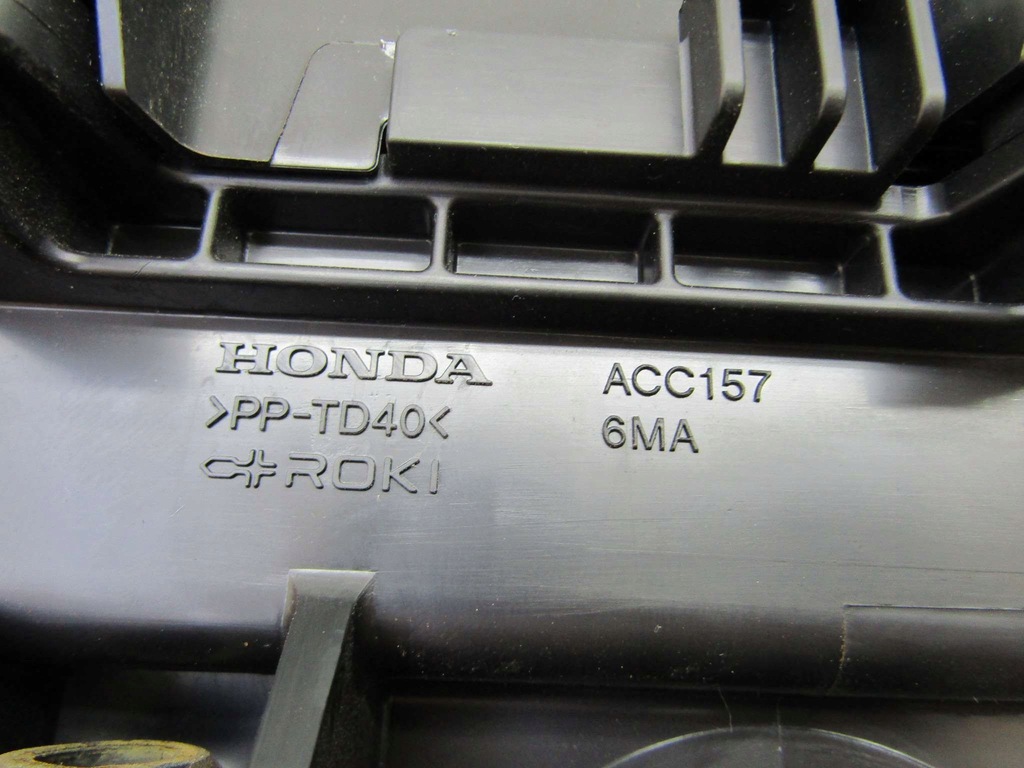 HONDA
>PP-TD40<
ROKI
ACC157
6MA